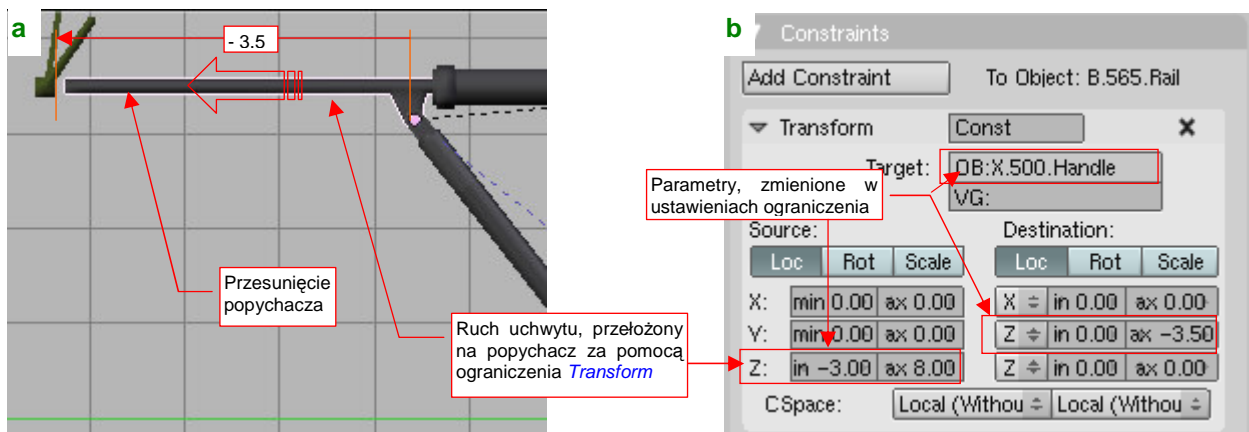 a
- 3.5
Przesunięcie
popychacza
Ruch uchwytu, przełożony
na popychacz za pomocą
ograniczenia Transform
b
Constraints
Add Constraint
To Object: B.565.Rail
Transform
Const
Target:
OB:X.500.Handle
VG:
Parametry, zmienione w
ustawieniach ograniczenia
Source:
Destination:
Loc Rot Scale
Loc Rot Scale
X: min 0.00 ax 0.00
X in 0.00 ax 0.00
Y: min 0.00 ax 0.00
Z in 0.00 ax -3.50
Z: in -3.00 ax 8.00
Z in 0.00 ax 0.00
CSpace: Local (Withou Local (Withou